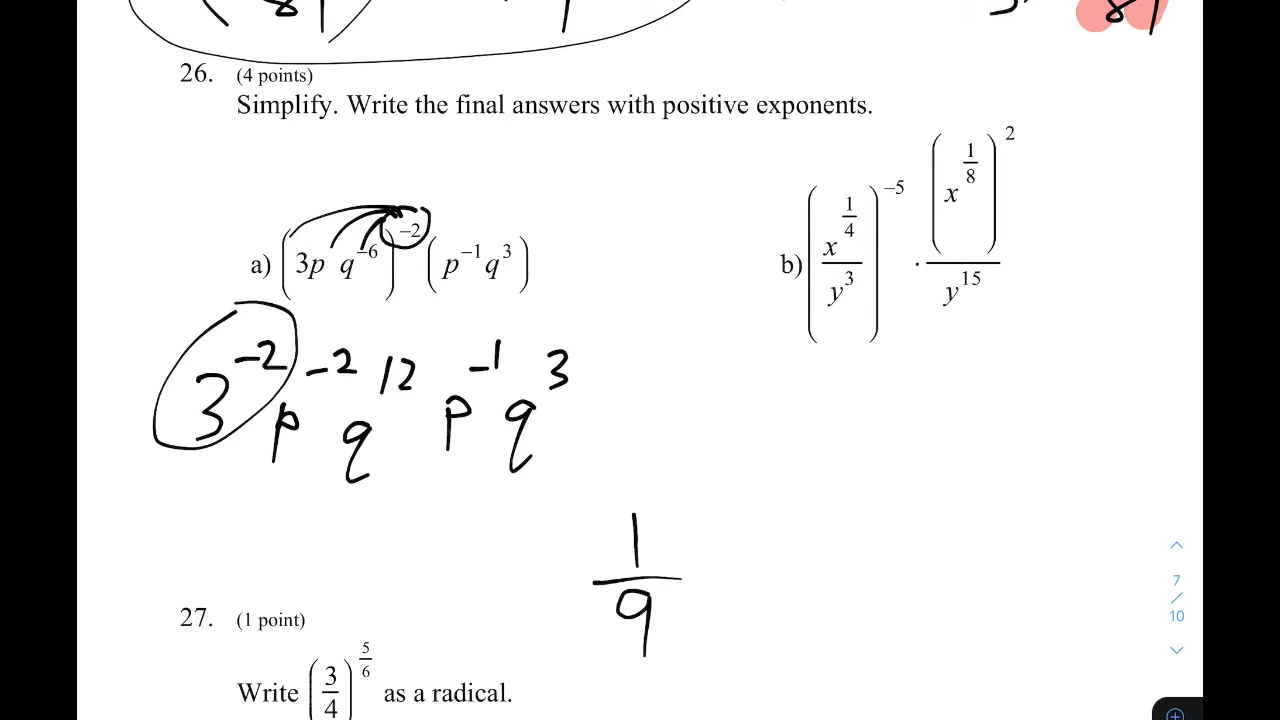 26. (4 points)
Simplify. Write the final answers with positive exponents.
a) (3p q^{-6})^{-2} (p^{-1} q^{3})
b) (x^{1/4} / y^{3})^{-5} · (x^{1/8})^{2} / y^{15}
3^{-2} p^{-2} q^{12} p^{-1} q^{3}
1/9
27. (1 point)
Write (3/4)^{5/6} as a radical.
7
/
10